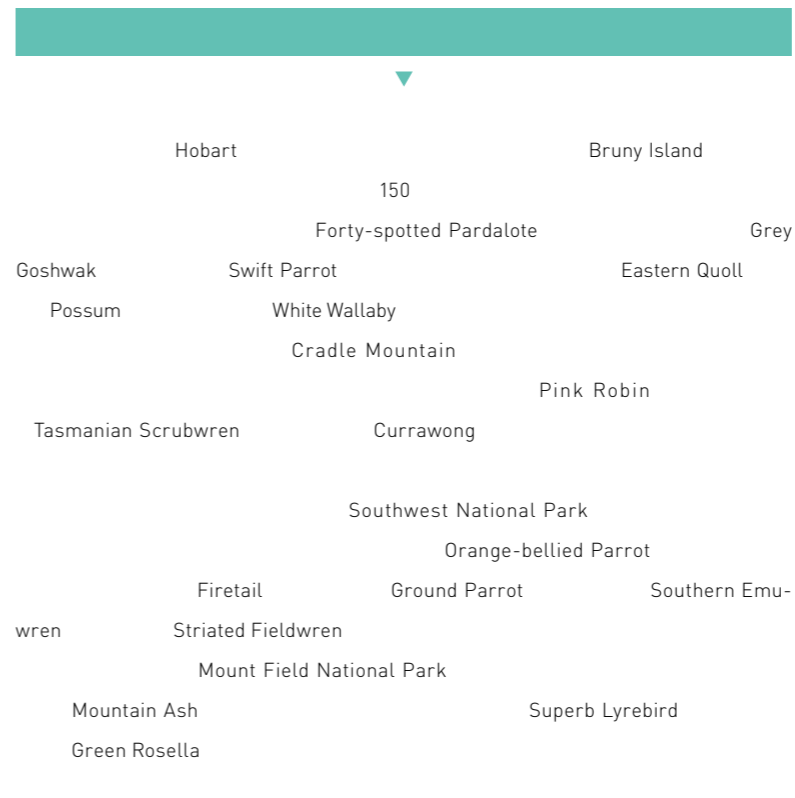 Hobart Bruny Island
150
Forty-spotted Pardalote Grey
Goshwak Swift Parrot Eastern Quoll
Possum White Wallaby
Cradle Mountain
Pink Robin
Tasmanian Scrubwren Currawong
Southwest National Park
Orange-bellied Parrot
Firetail Ground Parrot Southern Emu-
wren Striated Fieldwren
Mount Field National Park
Mountain Ash Superb Lyrebird
Green Rosella